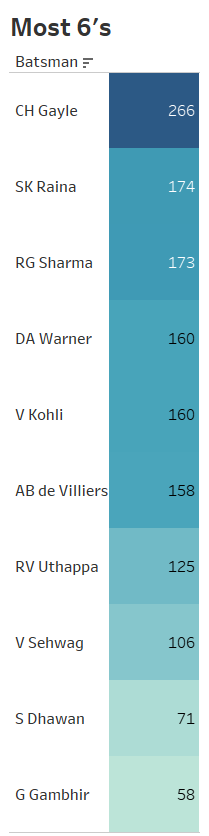 Most 6's
Batsman
CH Gayle 266
SK Raina 174
RG Sharma 173
DA Warner 160
V Kohli 160
AB de Villiers 158
RV Uthappa 125
V Sehwag 106
S Dhawan 71
G Gambhir 58